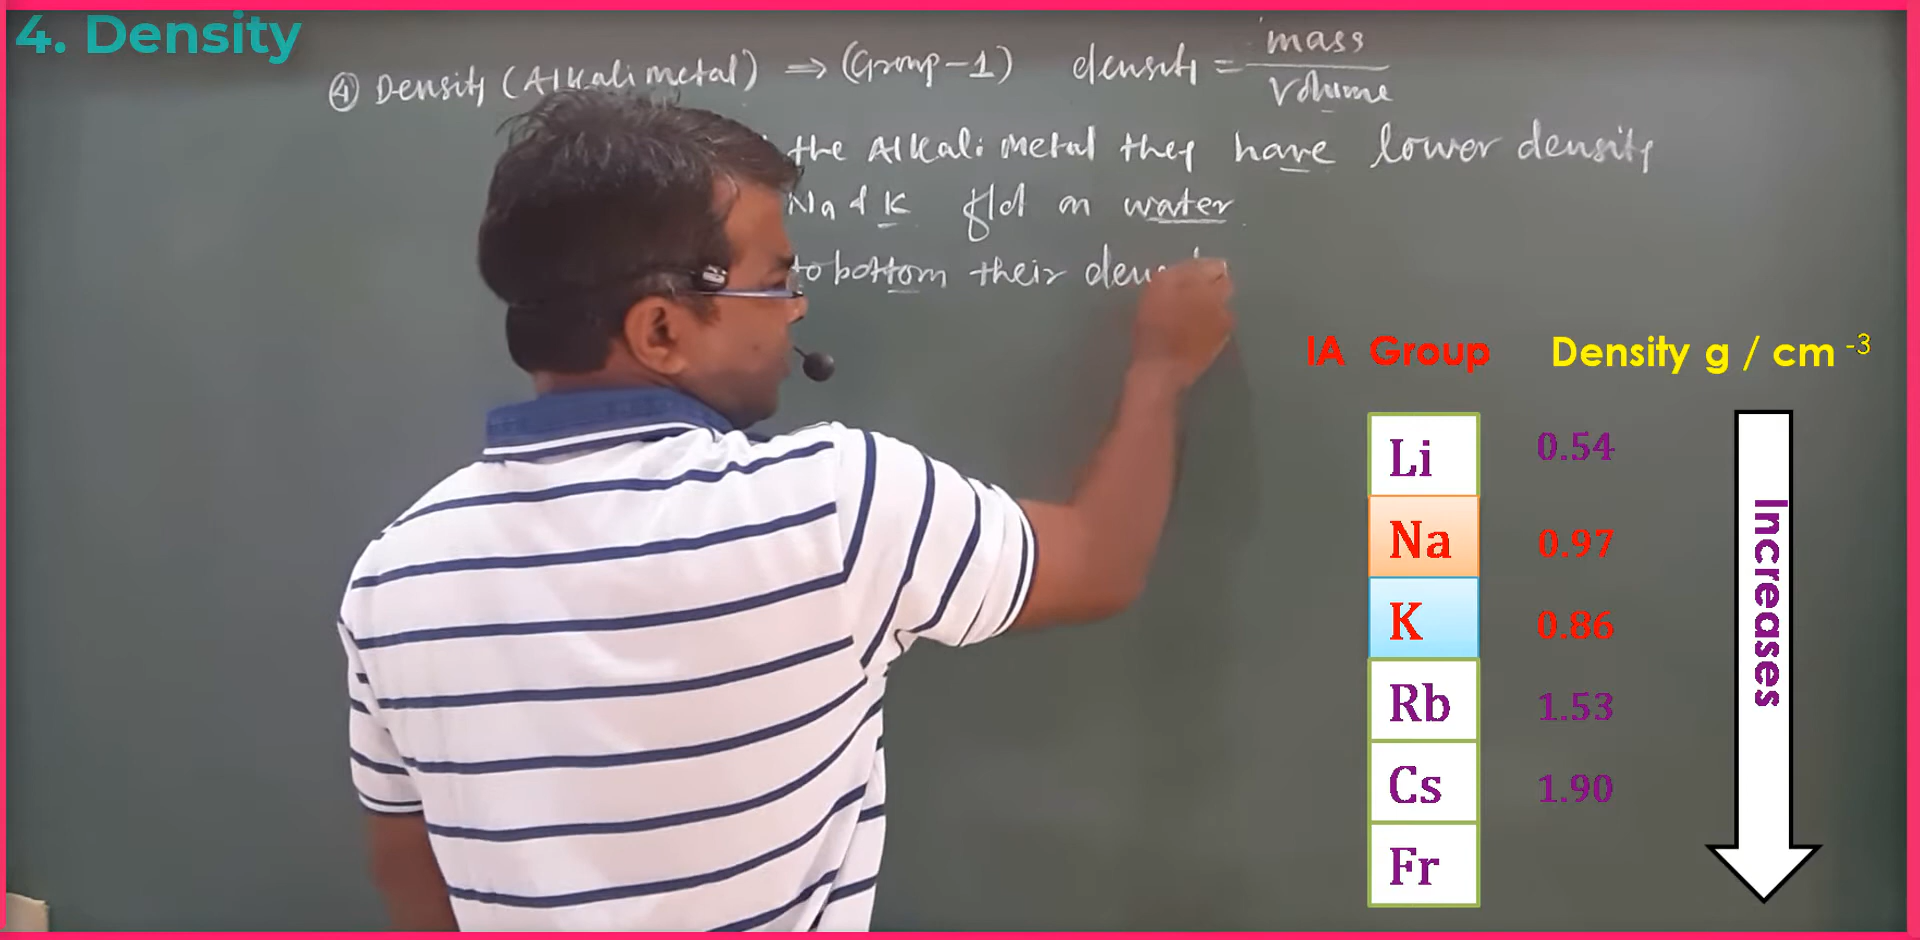 4. Density
④ Density (Alkali metal) ⇒ (Group-1) density = mass / Volume
the Alkali Metal they have lower density
Na & K on water
to bottom their
IA Group Density g / cm -3
Li 0.54
Na 0.97
K 0.86
Rb 1.53
Cs 1.90
Fr
Increases